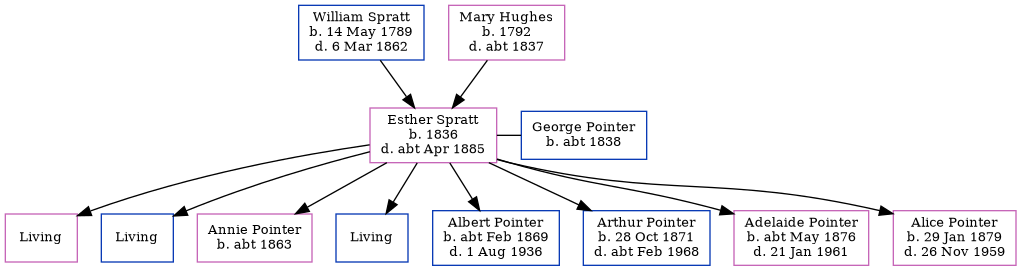 William Spratt
b. 14 May 1789
d. 6 Mar 1862
Mary Hughes
b. 1792
d. abt 1837
Esther Spratt
b. 1836
d. abt Apr 1885
George Pointer
b. abt 1838
Living
Living
Annie Pointer
b. abt 1863
Living
Albert Pointer
b. abt Feb 1869
d. 1 Aug 1936
Arthur Pointer
b. 28 Oct 1871
d. abt Feb 1968
Adelaide Pointer
b. abt May 1876
d. 21 Jan 1961
Alice Pointer
b. 29 Jan 1879
d. 26 Nov 1959